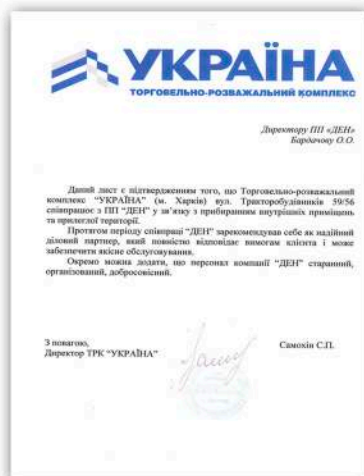 УКРАЇНА
ТОРГОВЕЛЬНО-РОЗВАЖАЛЬНИЙ КОМПЛЕКС
Директору ПП «ДЕН»
Бардачову О.О.
Даний лист є підтвердженням того, що Торговельно-розважальний
комплекс “УКРАЇНА” (м. Харків) вул. Тракторобудівників 59/56
співпрацює з ПП “ДЕН” у зв’язку з прибиранням внутрішніх приміщень
та прилеглої території.
Протягом періоду співпраці “ДЕН” зарекомендував себе як надійний
діловий партнер, який повністю відповідає вимогам клієнта і може
забезпечити якісне обслуговування.
Окремо можна додати, що персонал компанії “ДЕН” старанний,
організований, добросовісний.
З повагою,
Директор ТРК “УКРАЇНА”
Самохін С.П.